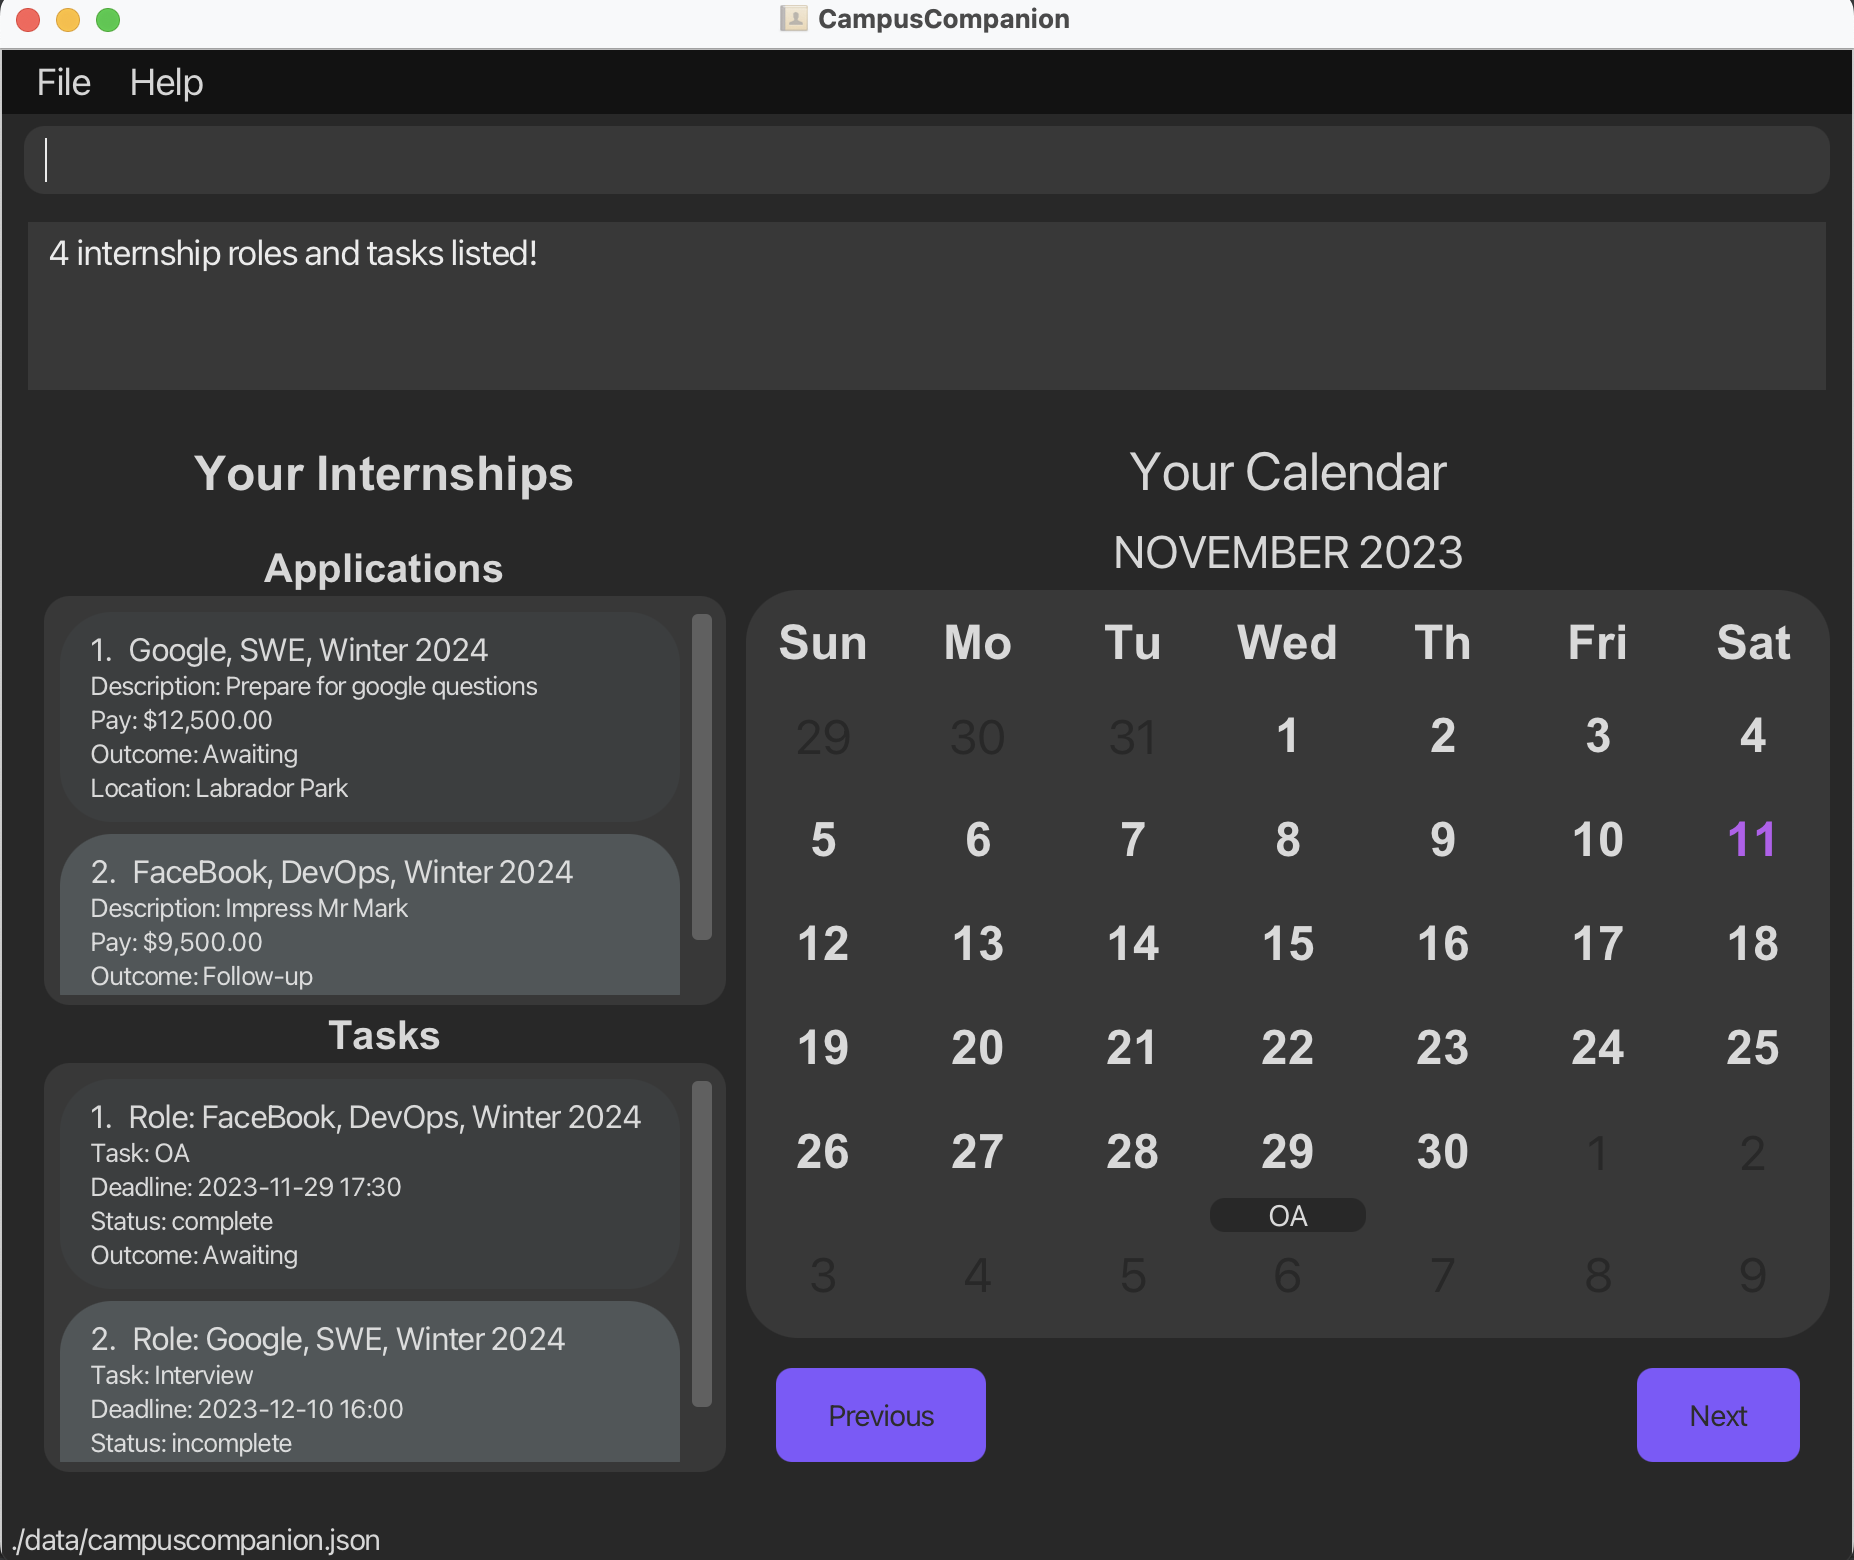 CampusCompanion
File Help
4 internship roles and tasks listed!
Your Internships
Applications
1. Google, SWE, Winter 2024
Description: Prepare for google questions
Pay: $12,500.00
Outcome: Awaiting
Location: Labrador Park
2. FaceBook, DevOps, Winter 2024
Description: Impress Mr Mark
Pay: $9,500.00
Outcome: Follow-up
Tasks
1. Role: FaceBook, DevOps, Winter 2024
Task: OA
Deadline: 2023-11-29 17:30
Status: complete
Outcome: Awaiting
2. Role: Google, SWE, Winter 2024
Task: Interview
Deadline: 2023-12-10 16:00
Status: incomplete
Your Calendar
NOVEMBER 2023
Sun Mo Tu Wed Th Fri Sat
29 30 31 1 2 3 4
5 6 7 8 9 10 11
12 13 14 15 16 17 18
19 20 21 22 23 24 25
26 27 28 29 30 1 2
OA
3 4 5 6 7 8 9
Previous Next
./data/campuscompanion.json